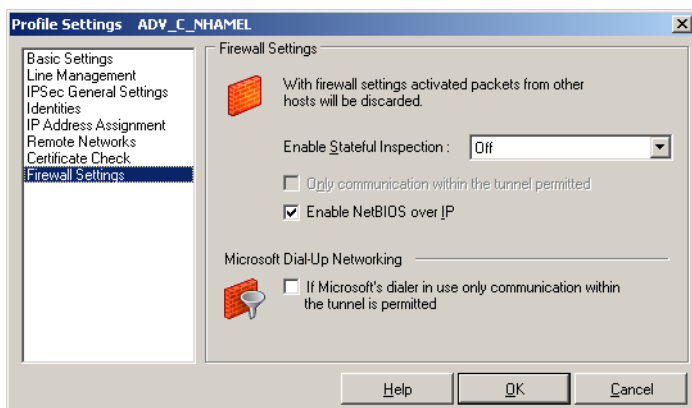 Profile Settings ADV_C_NHAMEL
Basic Settings
Line Management
IPSec General Settings
Identities
IP Address Assignment
Remote Networks
Certificate Check
Firewall Settings
Firewall Settings
With firewall settings activated packets from other
hosts will be discarded.
Enable Stateful Inspection :
Off
Only communication within the tunnel permitted
Enable NetBIOS over IP
Microsoft Dial-Up Networking
If Microsoft's dialer in use only communication within
the tunnel is permitted
Help
OK
Cancel